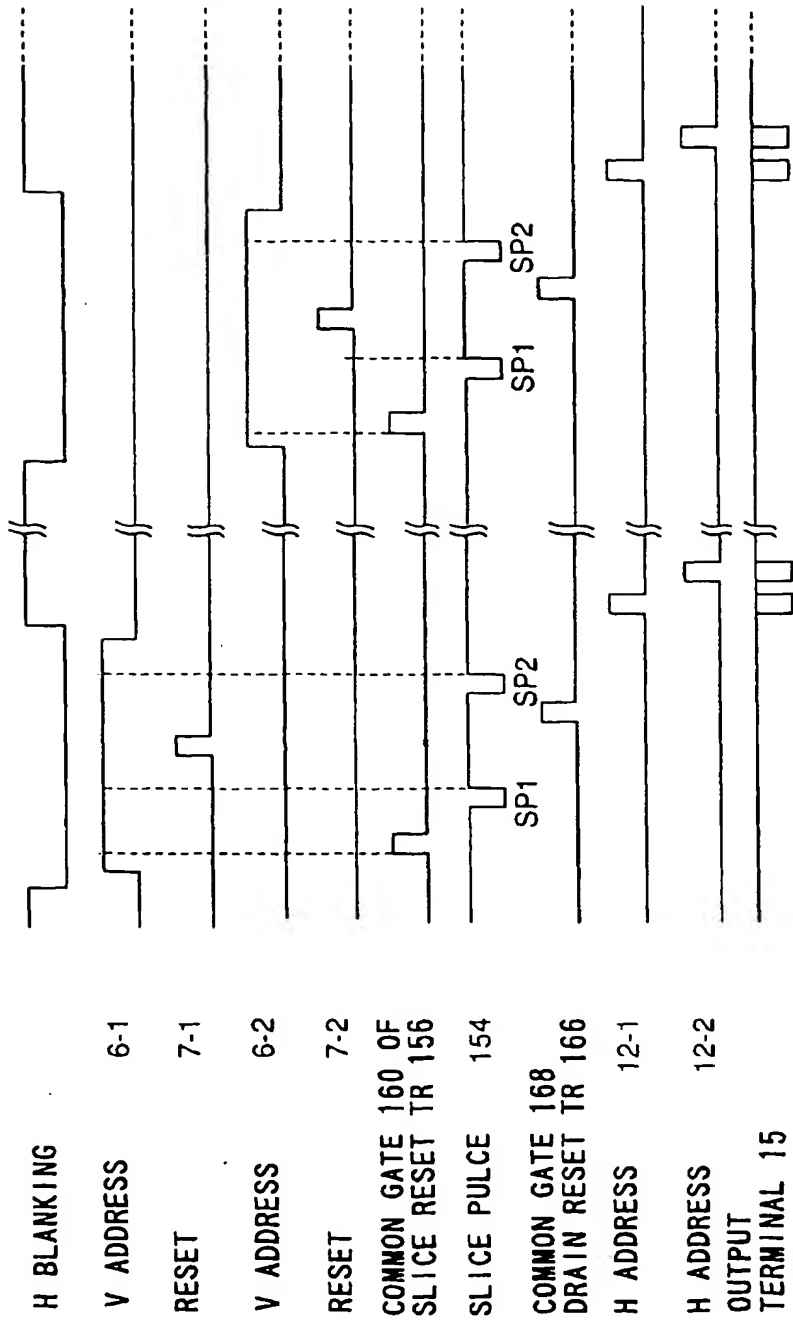 H BLANKING
V ADDRESS 6-1
RESET 7-1
V ADDRESS 6-2
RESET 7-2
COMMON GATE 160 OF
SLICE RESET TR 156
SLICE PULCE 154
SP1 SP2 SP1 SP2
COMMON GATE 168
DRAIN RESET TR 166
H ADDRESS 12-1
H ADDRESS 12-2
OUTPUT
TERMINAL 15